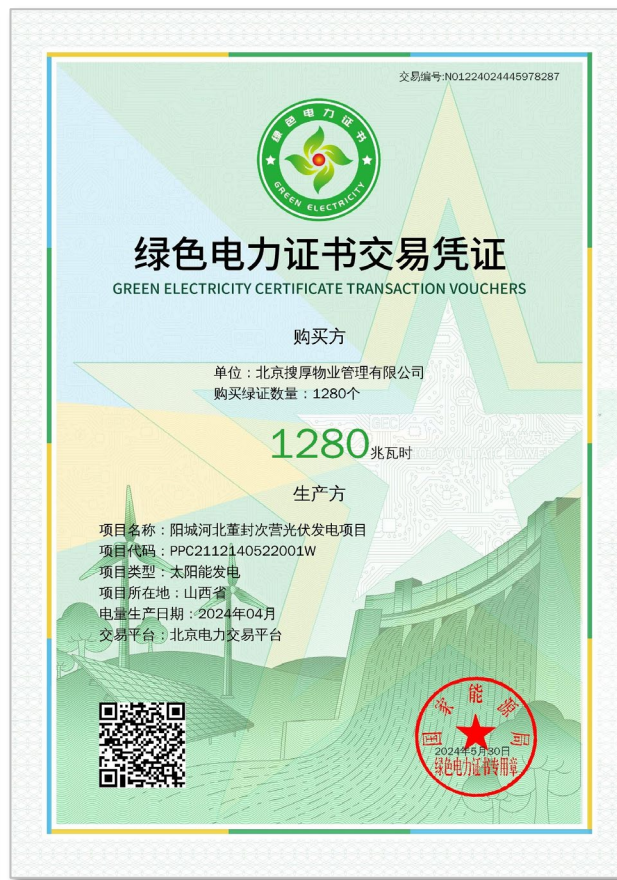 交易编号:N01224024445978287
绿色电力证书
GREEN ELECTRICITY
绿色电力证书交易凭证
GREEN ELECTRICITY CERTIFICATE TRANSACTION VOUCHERS
购买方
单位：北京搜厚物业管理有限公司
购买绿证数量：1280个
1280兆瓦时
生产方
项目名称：阳城河北董封次营光伏发电项目
项目代码：PPC2112140522001W
项目类型：太阳能发电
项目所在地：山西省
电量生产日期：2024年04月
交易平台：北京电力交易平台
国家能源局
2024年5月30日
绿色电力证书专用章